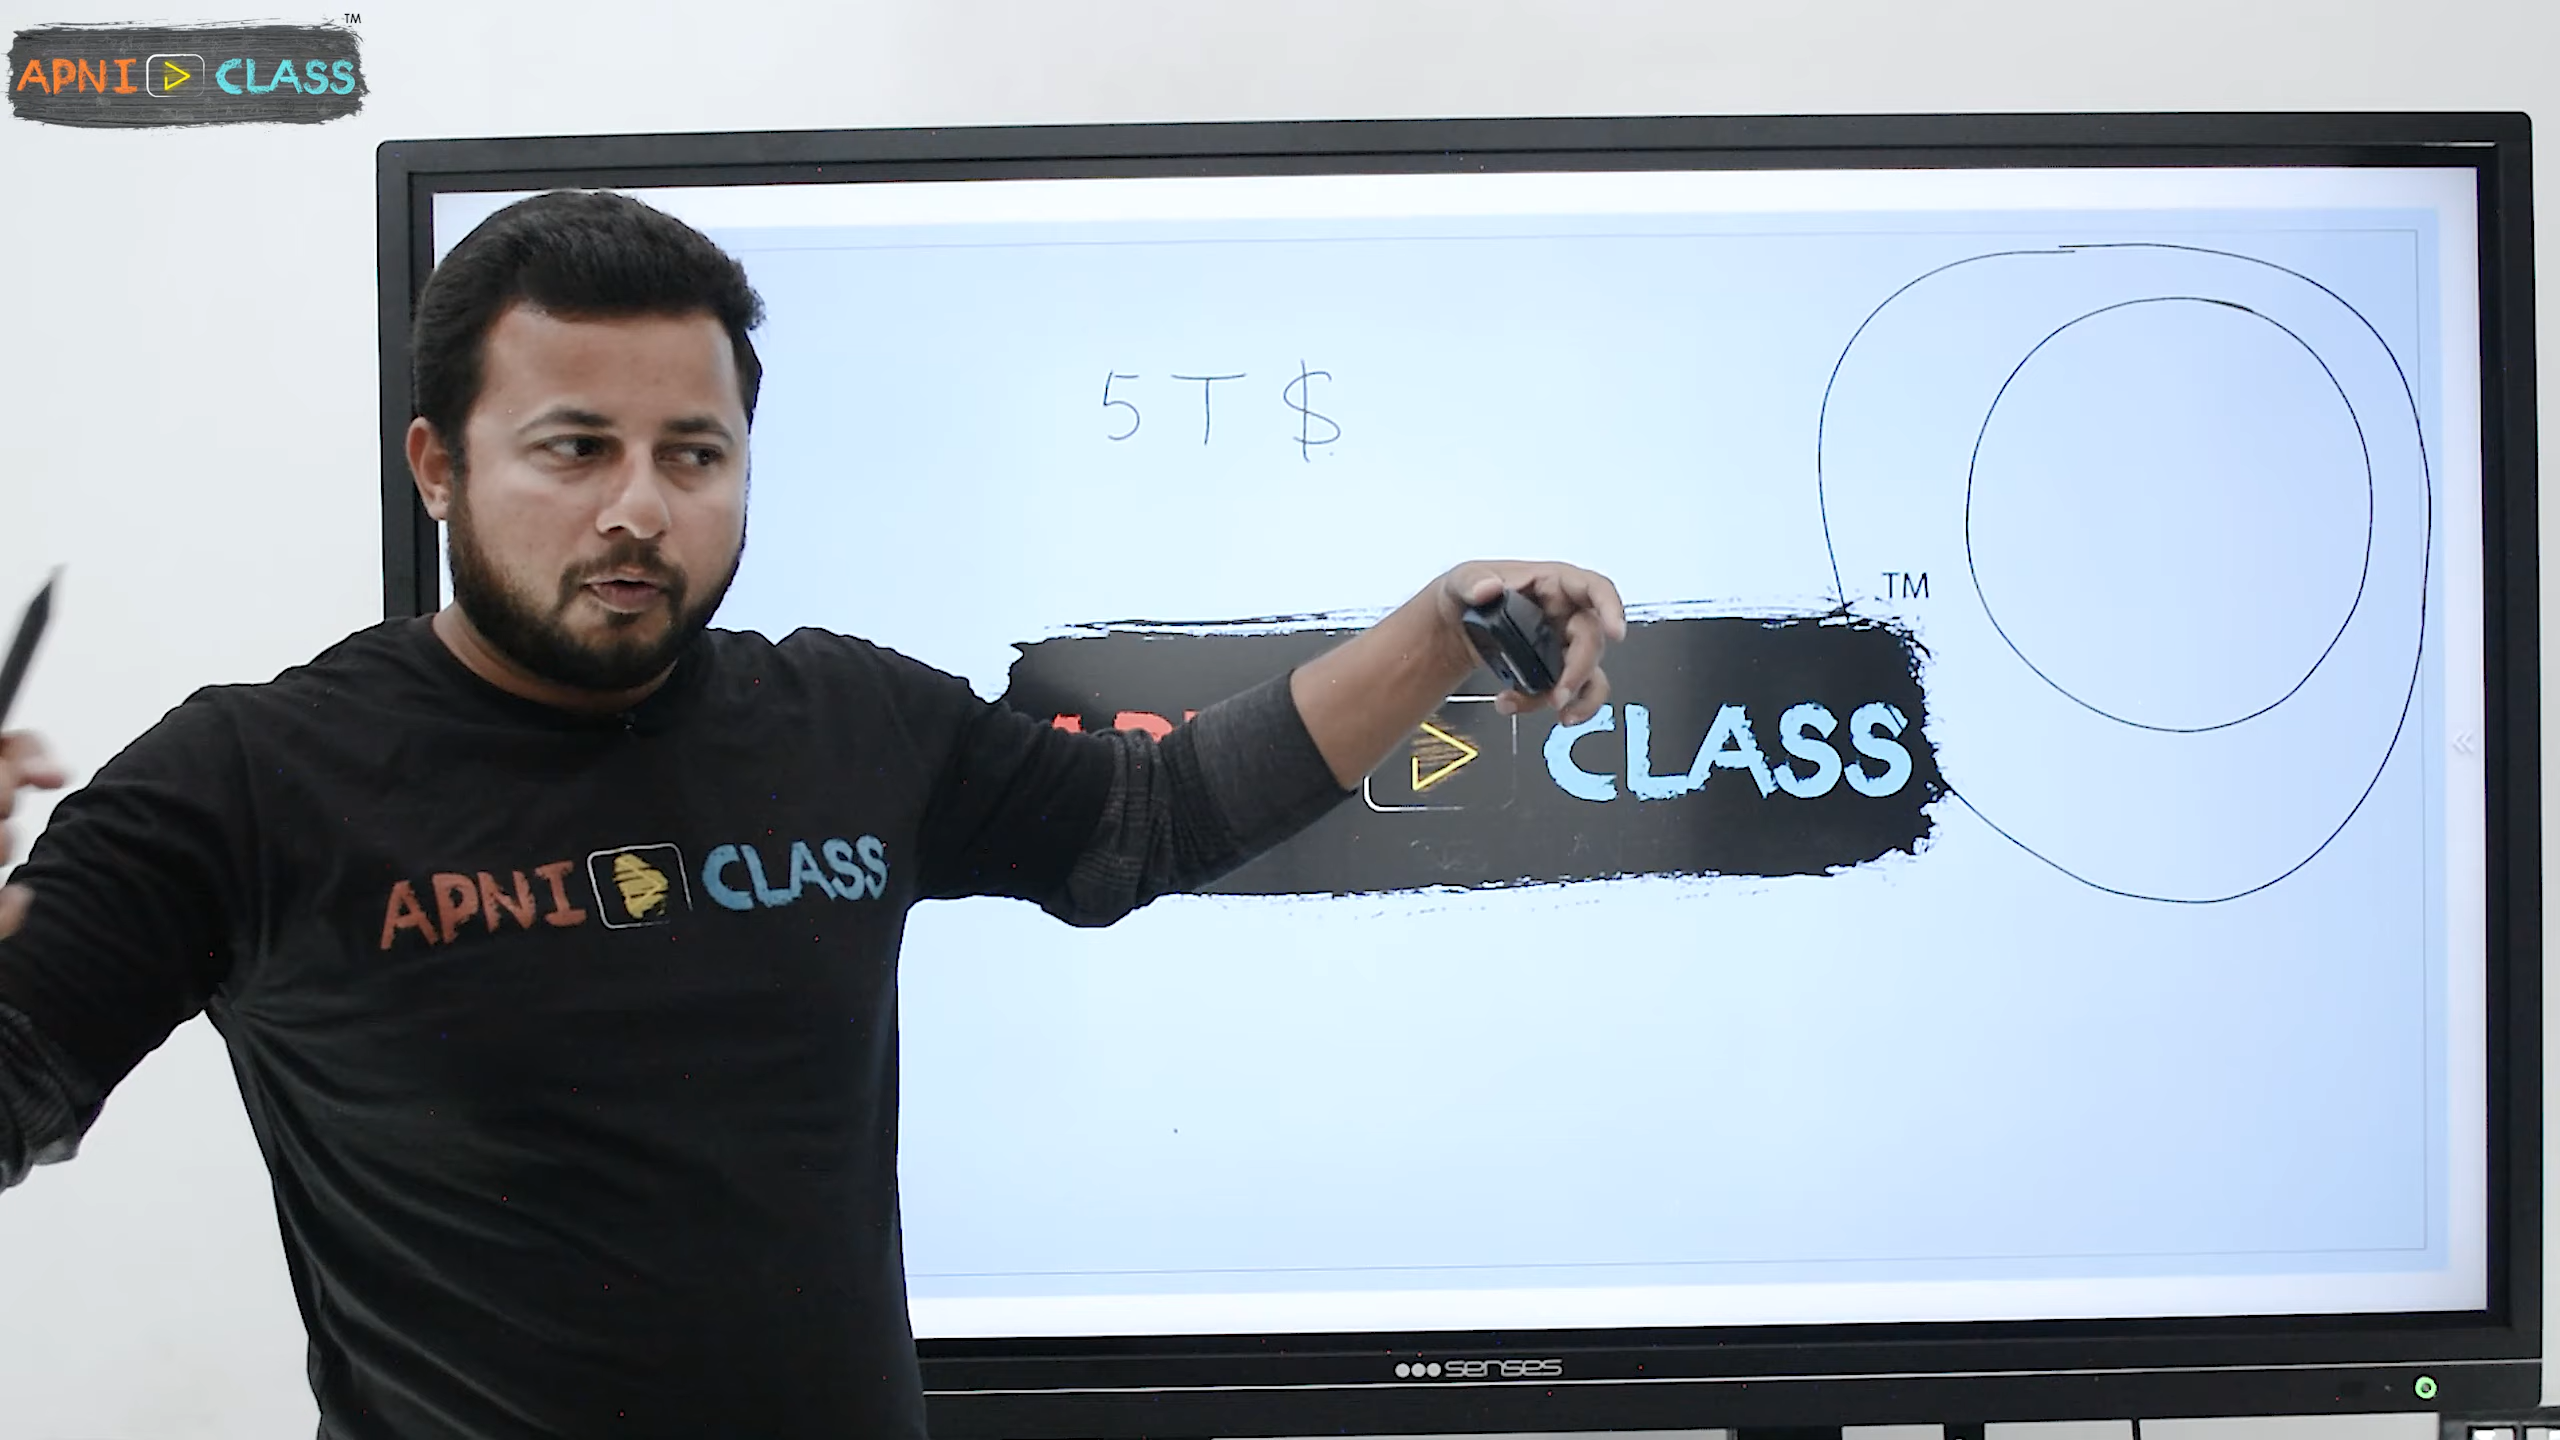 APNI CLASS TM
5 T $
TM
CLASS
APNI CLASS
senses